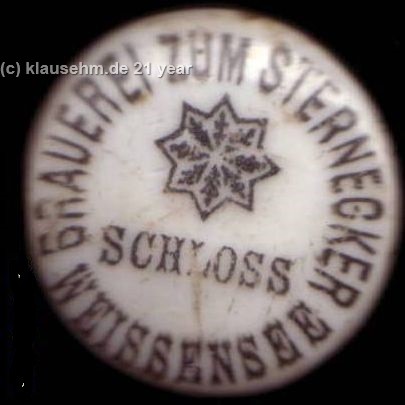 (c) klausehm.de 21 year
BRAUEREI ZUM STERNECKER
SCHLOSS
WEISSENSEE